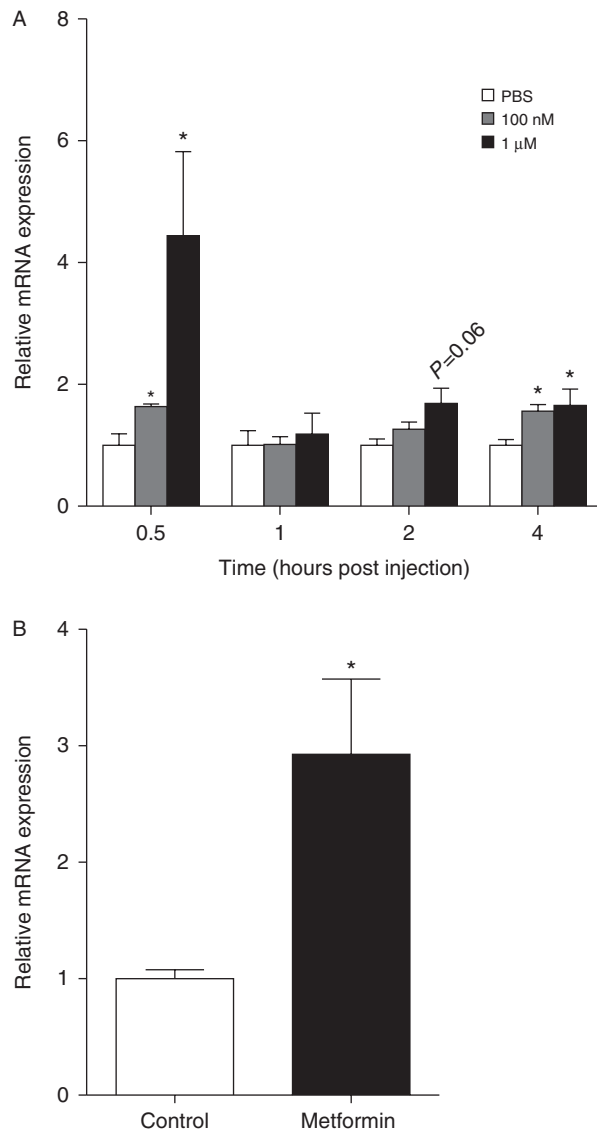 A
8
6
4
2
0
Relative mRNA expression
PBS
100 nM
1 μM
*
*
P=0.06
*
*
0.5
1
2
4
Time (hours post injection)
B
4
3
2
1
0
Relative mRNA expression
*
Control
Metformin